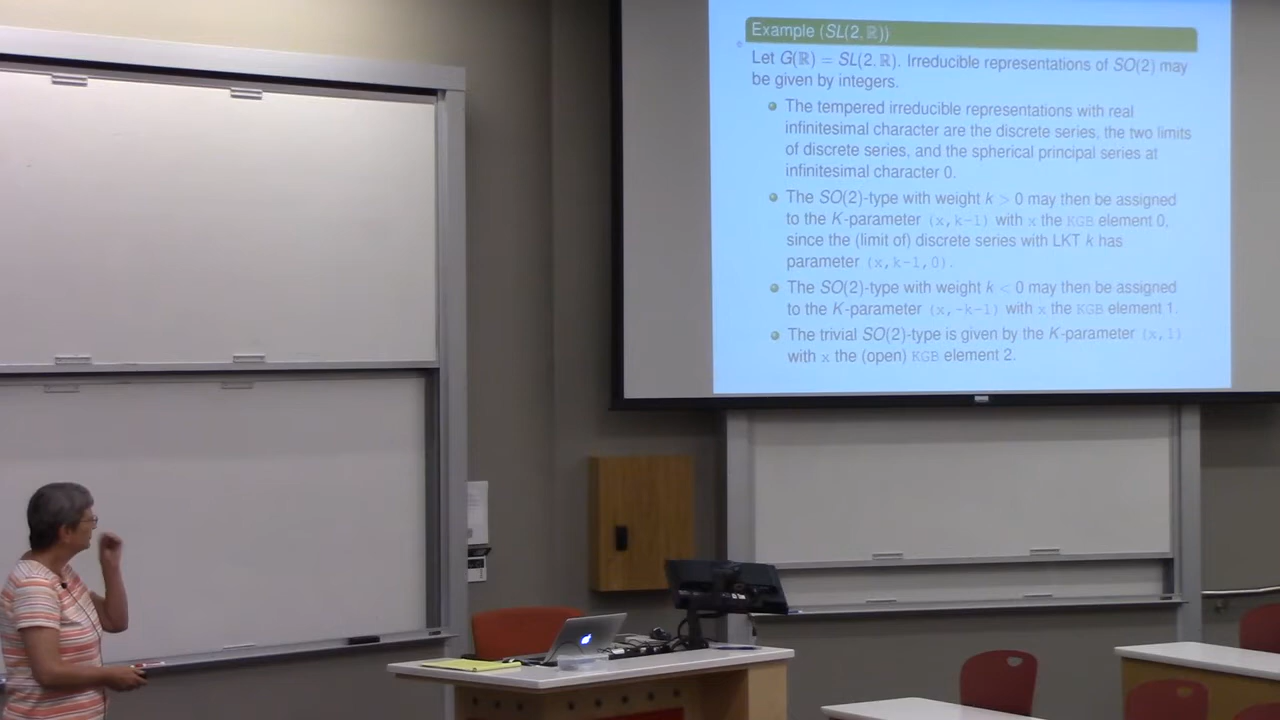 Example (SL(2,ℝ))
Let G(ℝ) = SL(2,ℝ). Irreducible representations of SO(2) may
be given by integers.
The tempered irreducible representations with real
infinitesimal character are the discrete series, the two limits
of discrete series, and the spherical principal series at
infinitesimal character 0.
The SO(2)-type with weight k > 0 may then be assigned
to the K-parameter (x,k-1) with x the KGB element 0,
since the (limit of) discrete series with LKT k has
parameter (x,k-1,0).
The SO(2)-type with weight k < 0 may then be assigned
to the K-parameter (x,-k-1) with x the KGB element 1.
The trivial SO(2)-type is given by the K-parameter (x,1)
with x the (open) KGB element 2.